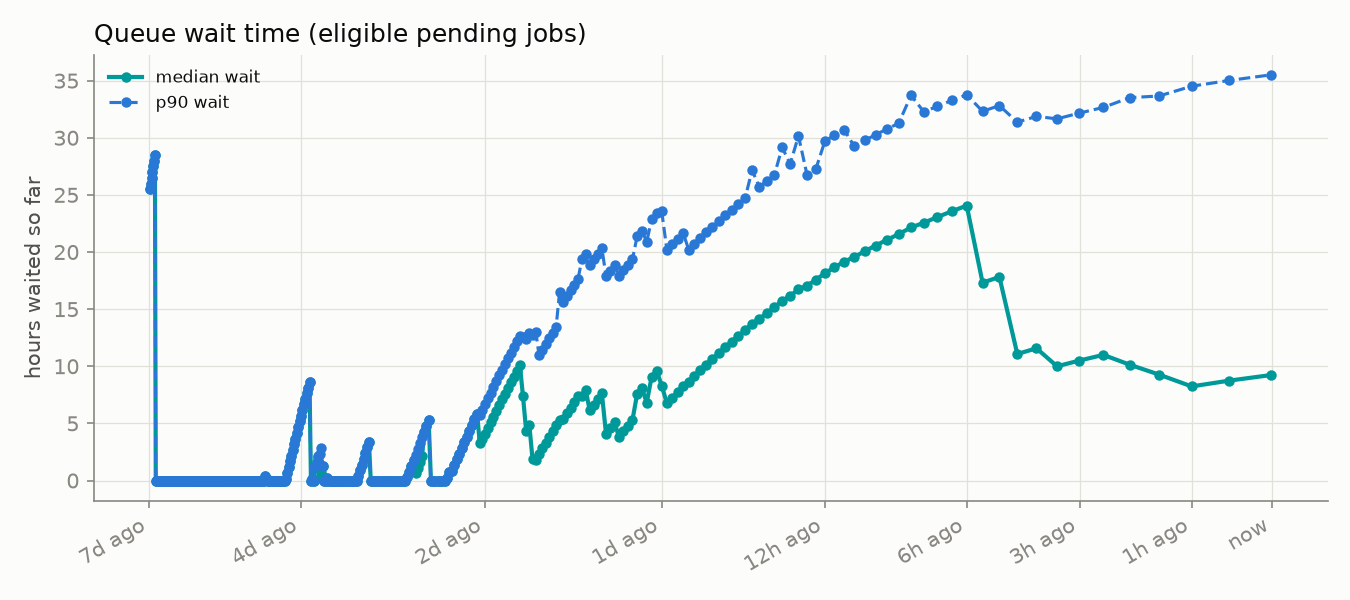 Queue wait time (eligible pending jobs)
median wait
p90 wait
hours waited so far
35
30
25
20
15
10
5
0
7d ago
4d ago
2d ago
1d ago
12h ago
6h ago
3h ago
1h ago
now